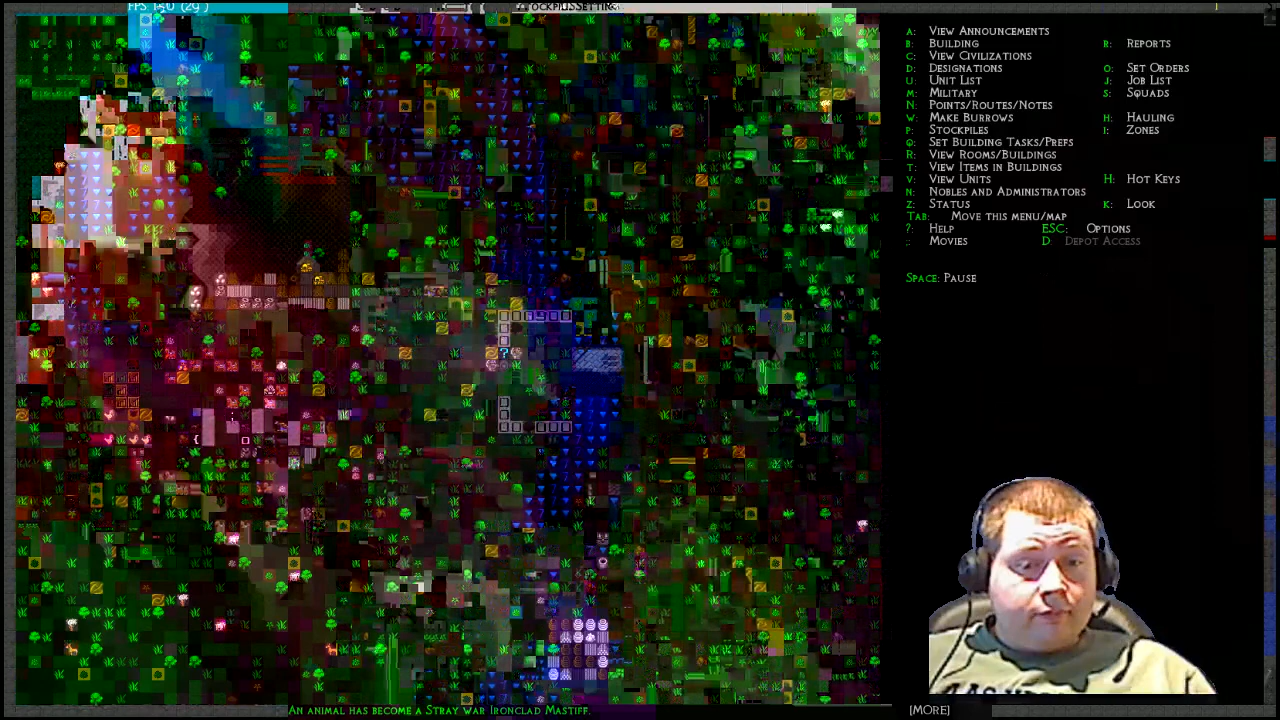 FPS: 150 (29 )
A: View Announcements
B: Building R: Reports
C: View Civilizations
D: Designations O: Set Orders
U: Unit List J: Job List
M: Military S: Squads
N: Points/Routes/Notes
W: Make Burrows H: Hauling
P: Stockpiles I: Zones
Q: Set Building Tasks/Prefs
R: View Rooms/Buildings
T: View Items in Buildings
V: View Units H: Hot Keys
N: Nobles and Administrators
Z: Status K: Look
Tab: Move this menu/map
?: Help ESC: Options
;: Movies D Depot Access
Space: Pause
An animal has become a Stray War Ironclad Mastiff.
[MORE]